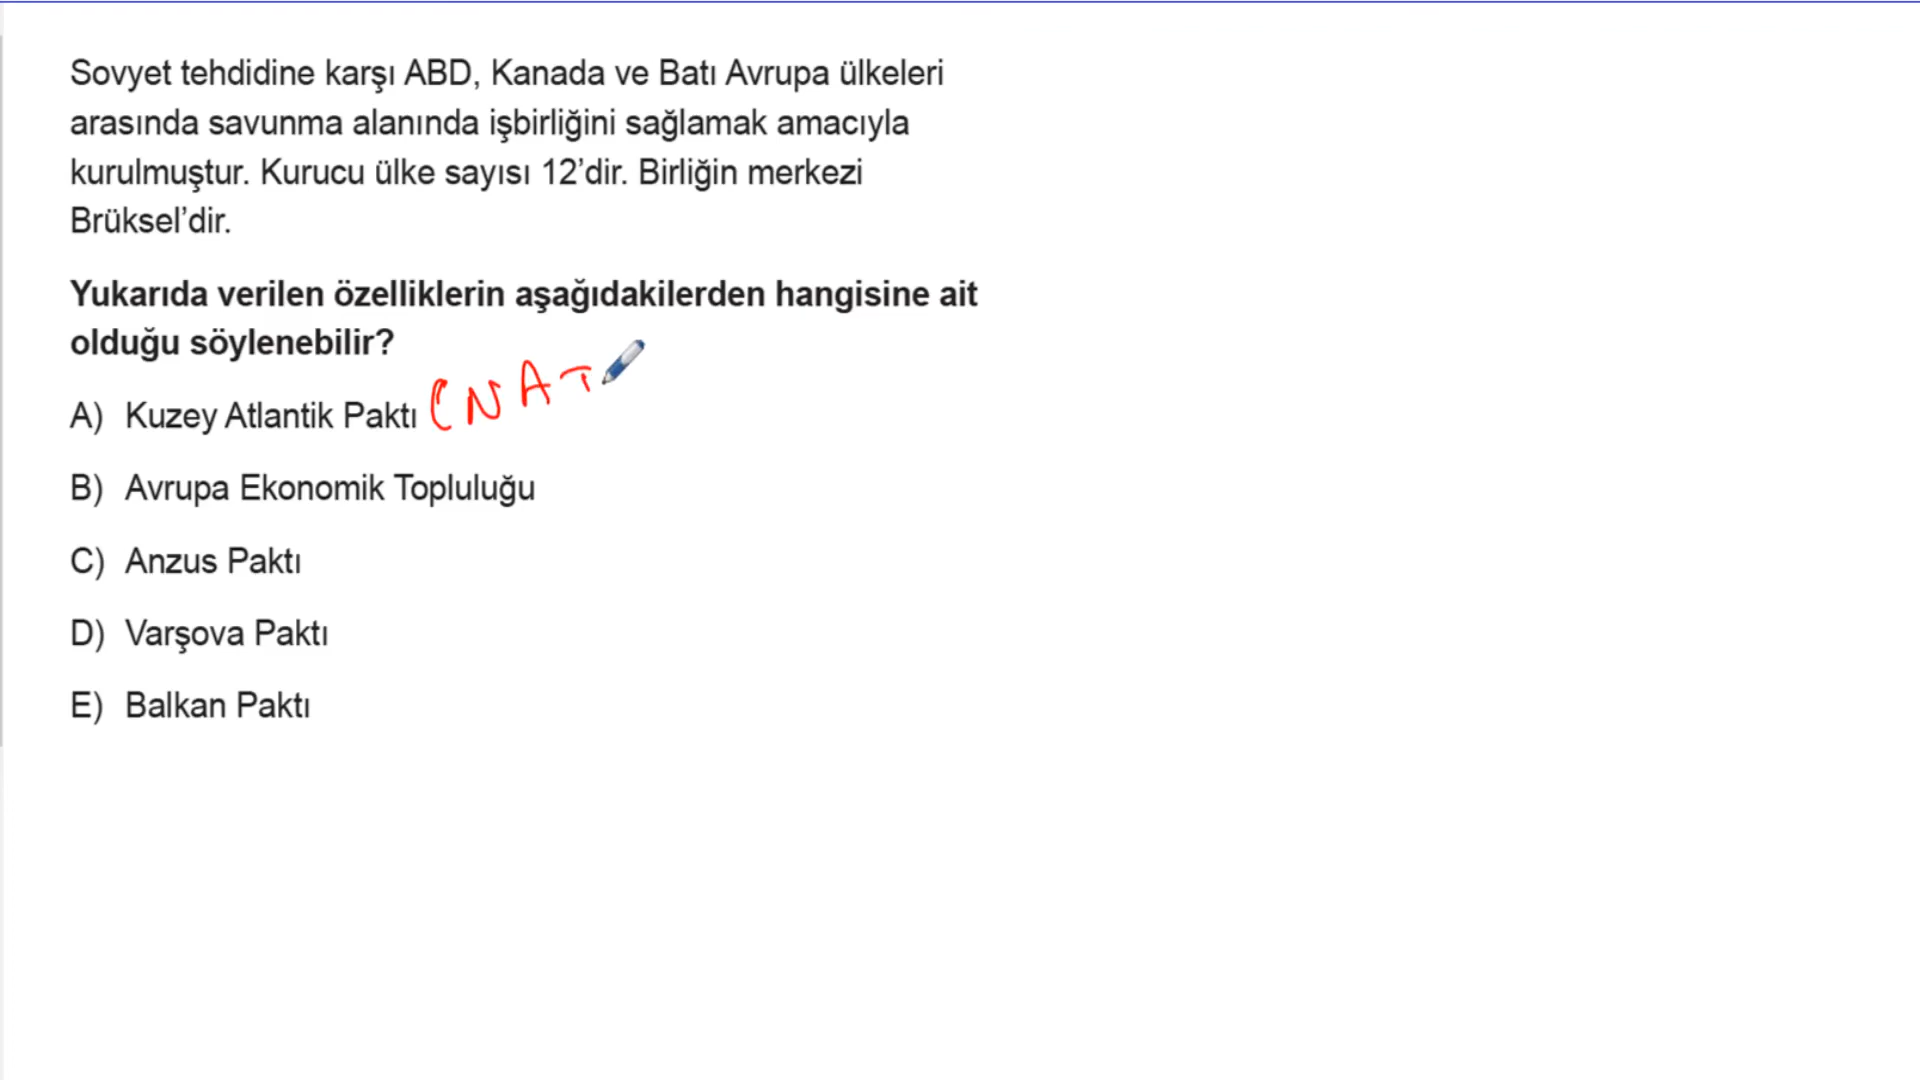 Sovyet tehdidine karşı ABD, Kanada ve Batı Avrupa ülkeleri
arasında savunma alanında işbirliğini sağlamak amacıyla
kurulmuştur. Kurucu ülke sayısı 12’dir. Birliğin merkezi
Brüksel’dir.
Yukarıda verilen özelliklerin aşağıdakilerden hangisine ait
olduğu söylenebilir?
A) Kuzey Atlantik Paktı (NAT
B) Avrupa Ekonomik Topluluğu
C) Anzus Paktı
D) Varşova Paktı
E) Balkan Paktı